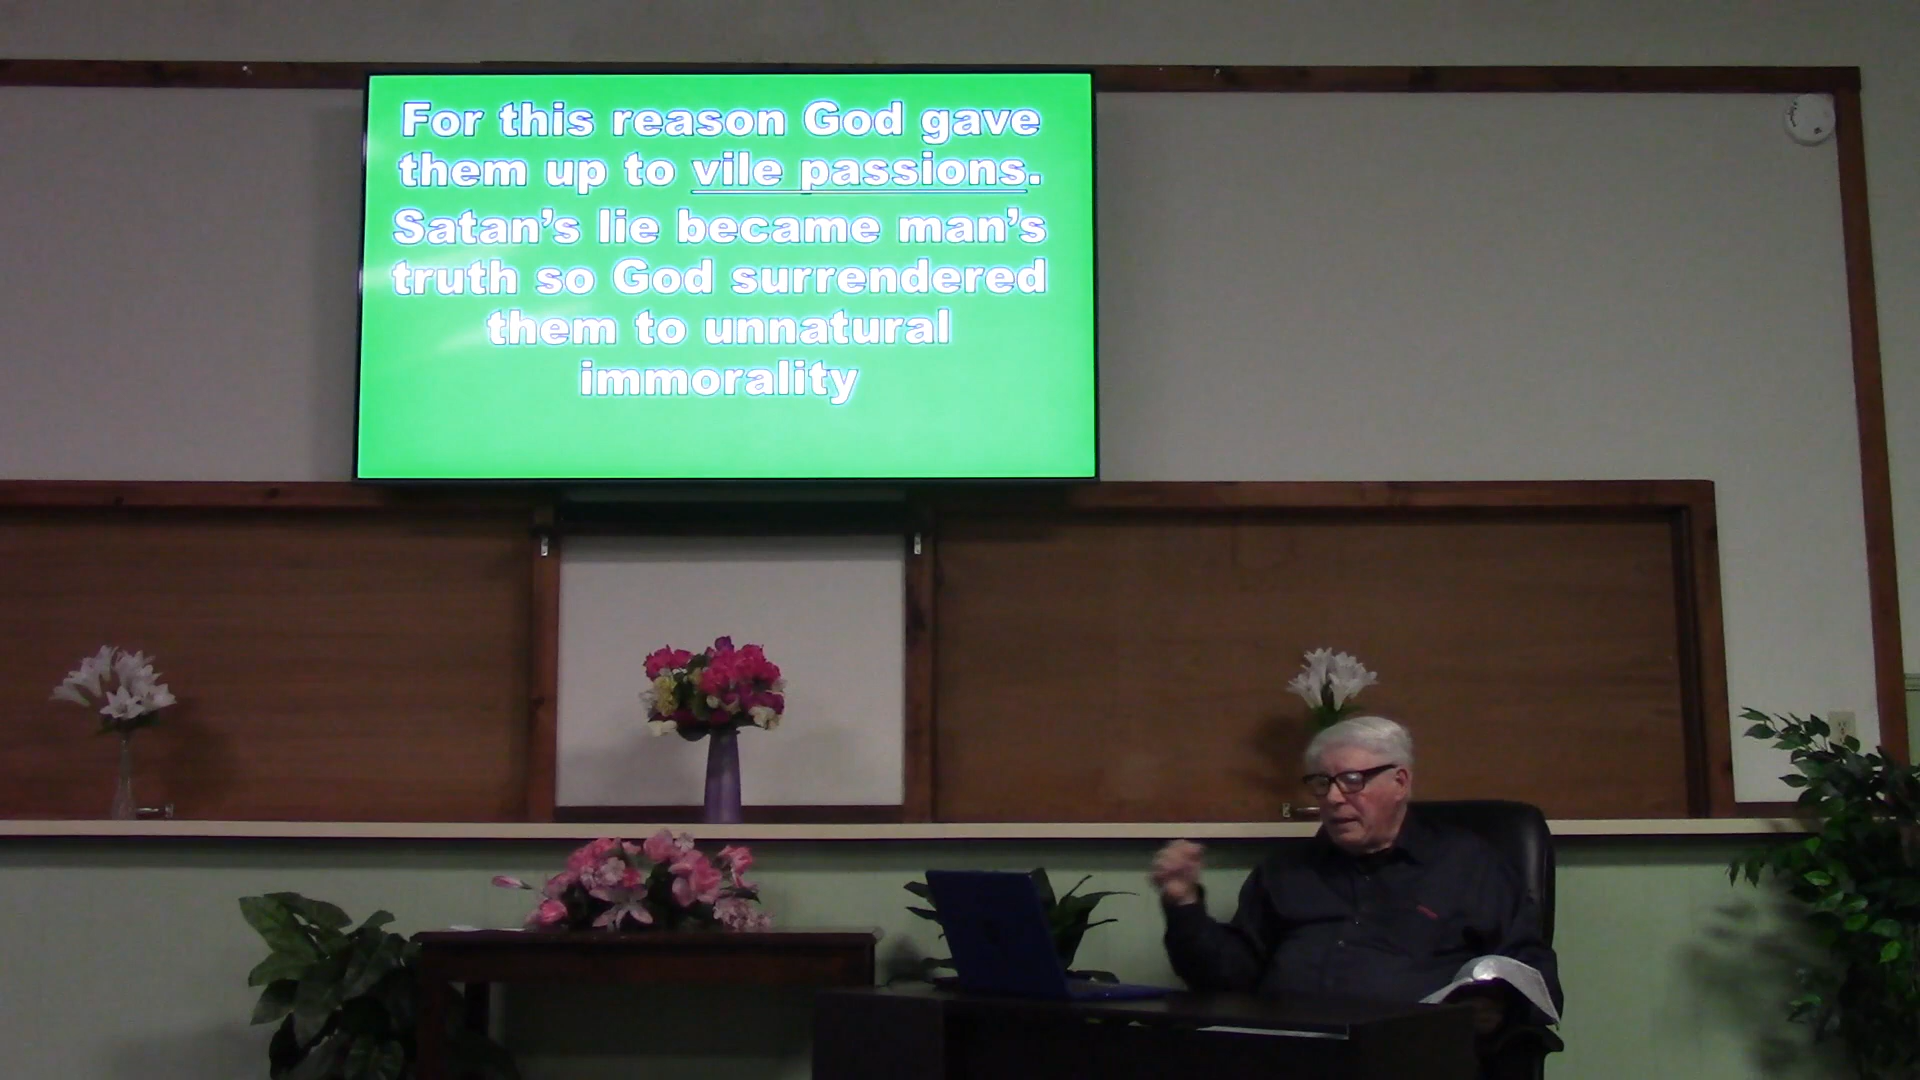 For this reason God gave
them up to vile passions.
Satan’s lie became man’s
truth so God surrendered
them to unnatural
immorality